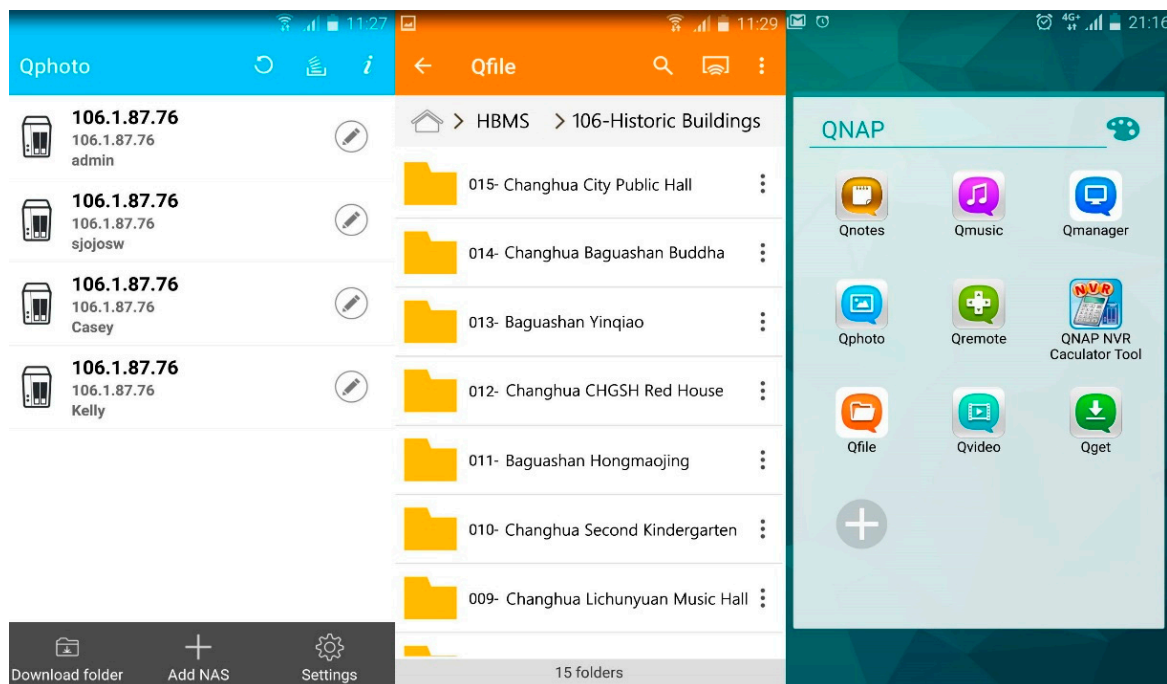 11:27
Qphoto
i
106.1.87.76
106.1.87.76
admin
106.1.87.76
106.1.87.76
sjojosw
106.1.87.76
106.1.87.76
Casey
106.1.87.76
106.1.87.76
Kelly
Download folder
Add NAS
Settings
11:29
Qfile
HBMS > 106-Historic Buildings
015- Changhua City Public Hall
014- Changhua Baguashan Buddha
013- Baguashan Yinqiao
012- Changhua CHGSH Red House
011- Baguashan Hongmaojing
010- Changhua Second Kindergarten
009- Changhua Lichunyuan Music Hall
15 folders
4G+ 21:16
QNAP
Qnotes
Qmusic
Qmanager
NVR
Qphoto
Qremote
QNAP NVR
Caculator Tool
Qfile
Qvideo
Qget